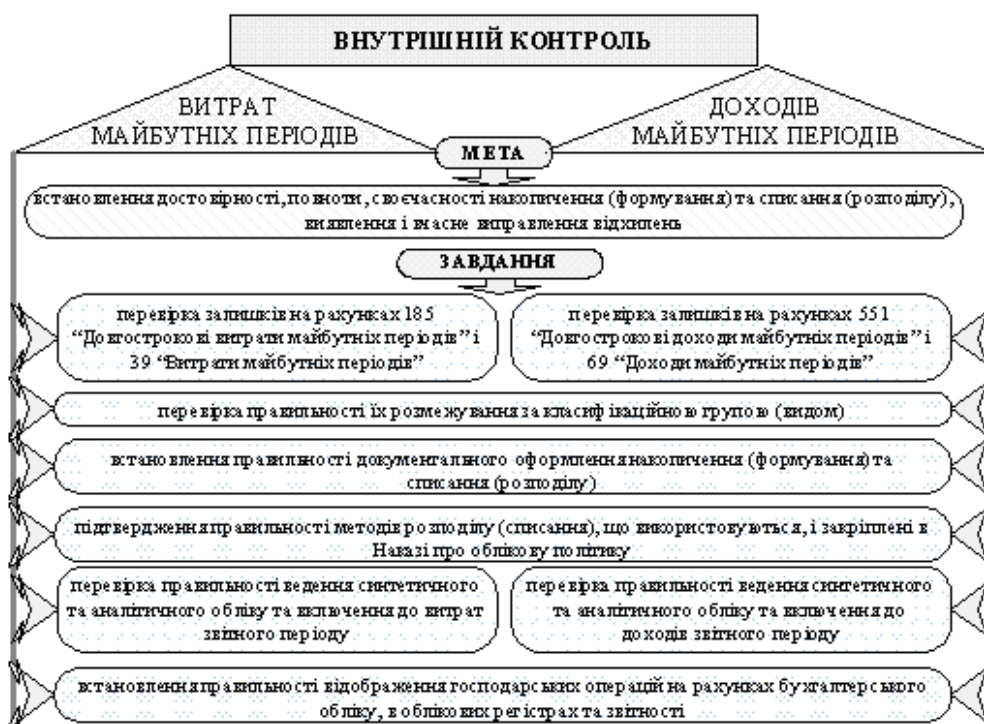 ВНУТРІШНІЙ КОНТРОЛЬ
ВИТРАТ
МАЙБУТНІХ ПЕРІОДІВ
ДОХОДІВ
МАЙБУТНІХ ПЕРІОДІВ
МЕТА
встановлення достовірності, повноти, своєчасності накопичення (формування) та списання (розподілу),
виявлення і вчасне виправлення відхилень
ЗАВДАННЯ
перевірка залишків на рахунках 185
“Довгострокові витрати майбутніх періодів” і
39 “Витрати майбутніх періодів”
перевірка залишків на рахунках 551
“Довгострокові доходи майбутніх періодів” і
69 “Доходи майбутніх періодів”
перевірка правильності їх розмежування за класифікаційною групою (видом)
встановлення правильності документального оформлення накопичення (формування) та
списання (розподілу)
підтвердження правильності методів розподілу (списання), що використовуються, і закріплені в
Наказі про облікову політику
перевірка правильності ведення синтетичного
та аналітичного обліку та включення до витрат
звітного періоду
перевірка правильності ведення синтетичного
та аналітичного обліку та включення до
доходів звітного періоду
встановлення правильності відображення господарських операцій на рахунках бухгалтерського
обліку, в облікових регістрах та звітності